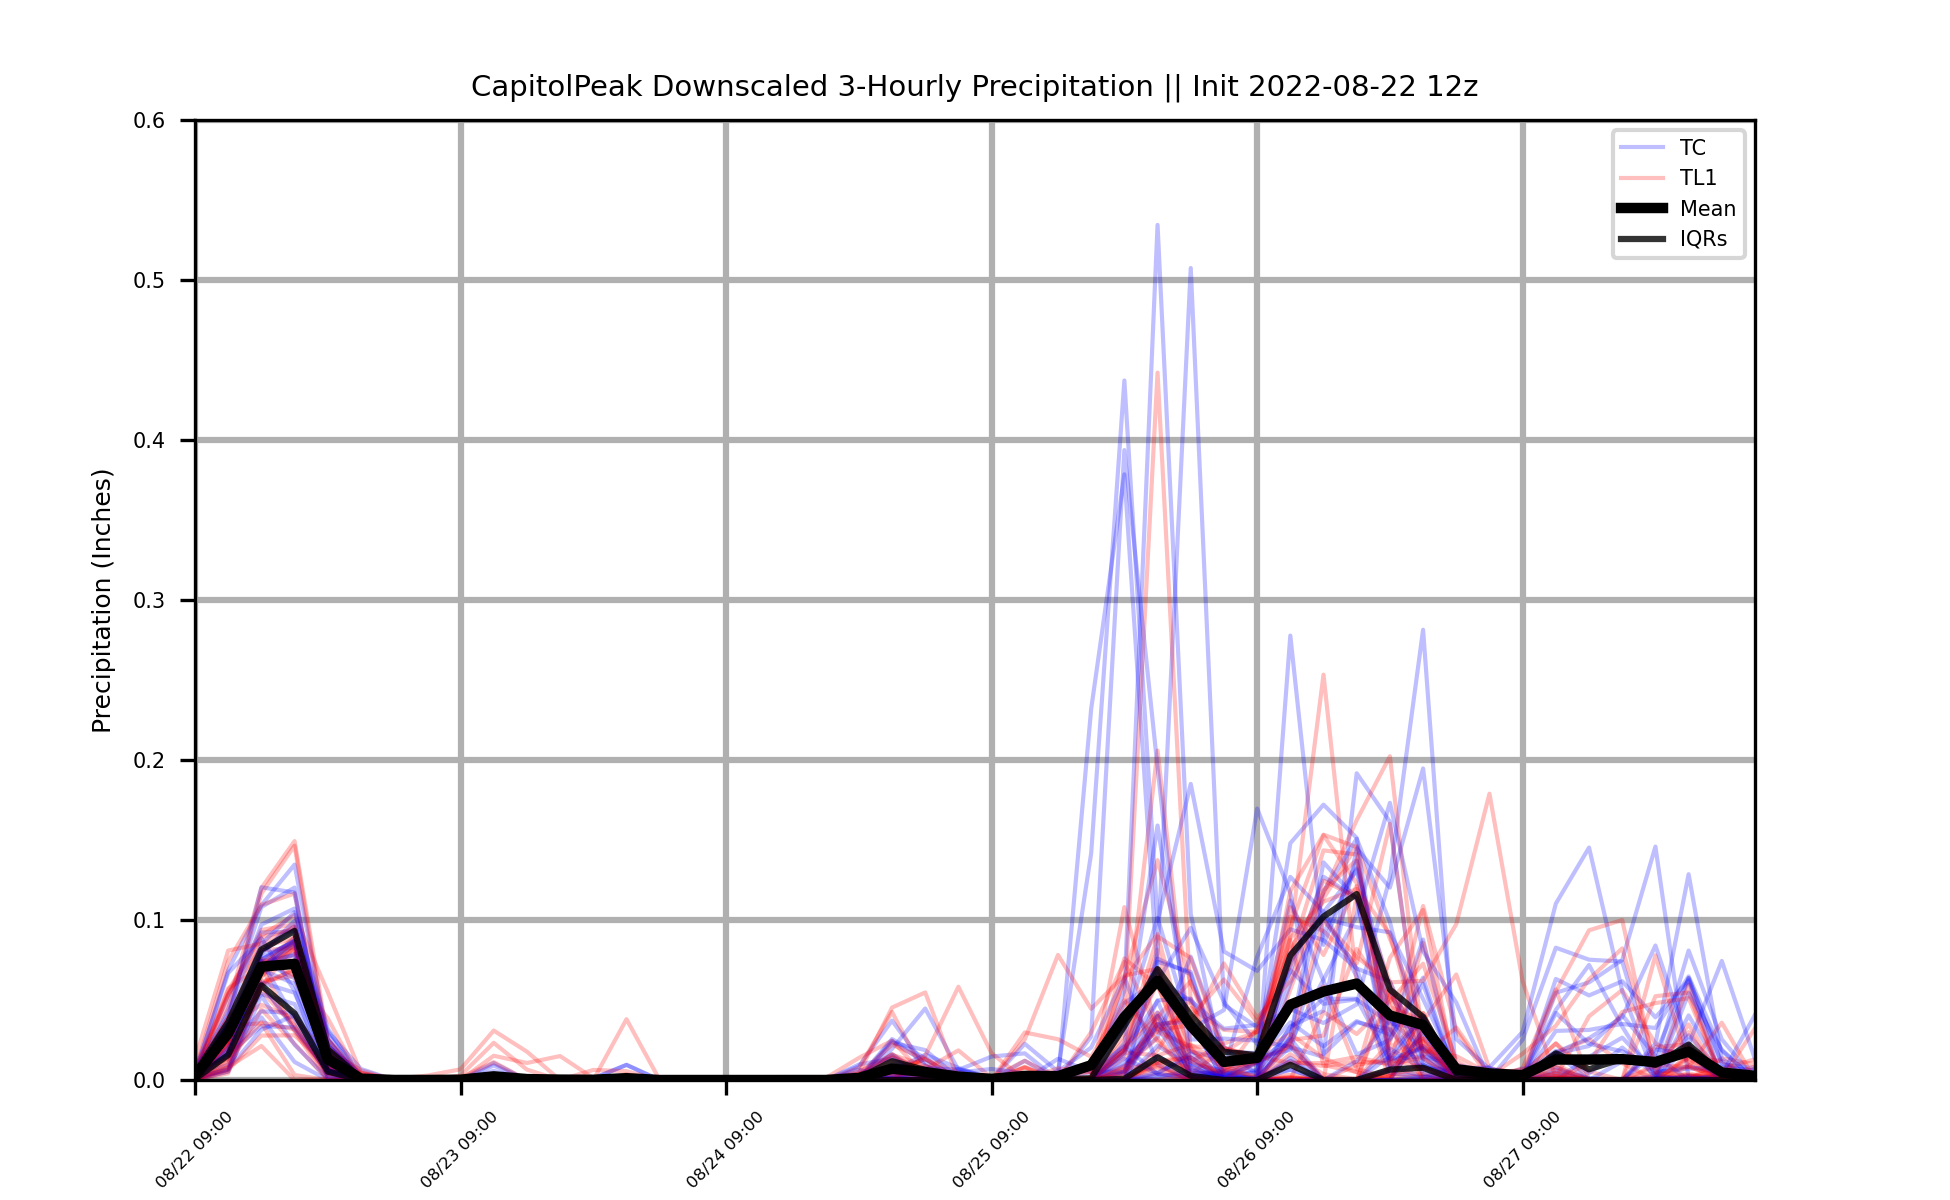 CapitolPeak Downscaled 3-Hourly Precipitation || Init 2022-08-22 12z
TC
TL1
Mean
IQRs
Precipitation (Inches)
0.6
0.5
0.4
0.3
0.2
0.1
0.0
08/22 09:00
08/23 09:00
08/24 09:00
08/25 09:00
08/26 09:00
08/27 09:00